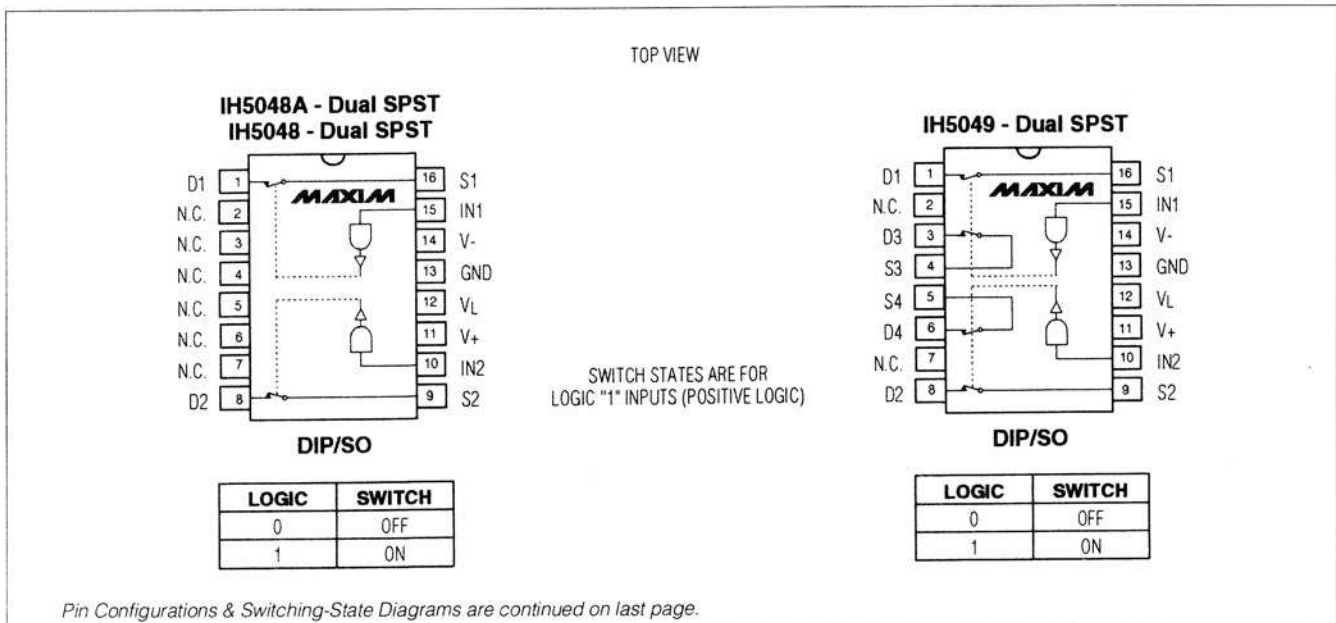 TOP VIEW
IH5048A - Dual SPST
IH5048 - Dual SPST
D1 1 16 S1
MAXIM
N.C. 2 15 IN1
N.C. 3 14 V-
N.C. 4 13 GND
N.C. 5 12 VL
N.C. 6 11 V+
N.C. 7 10 IN2
D2 8 9 S2
DIP/SO
LOGIC SWITCH
0 OFF
1 ON
SWITCH STATES ARE FOR
LOGIC "1" INPUTS (POSITIVE LOGIC)
IH5049 - Dual SPST
D1 1 16 S1
MAXIM
N.C. 2 15 IN1
D3 3 14 V-
S3 4 13 GND
S4 5 12 VL
D4 6 11 V+
N.C. 7 10 IN2
D2 8 9 S2
DIP/SO
LOGIC SWITCH
0 OFF
1 ON
Pin Configurations & Switching-State Diagrams are continued on last page.